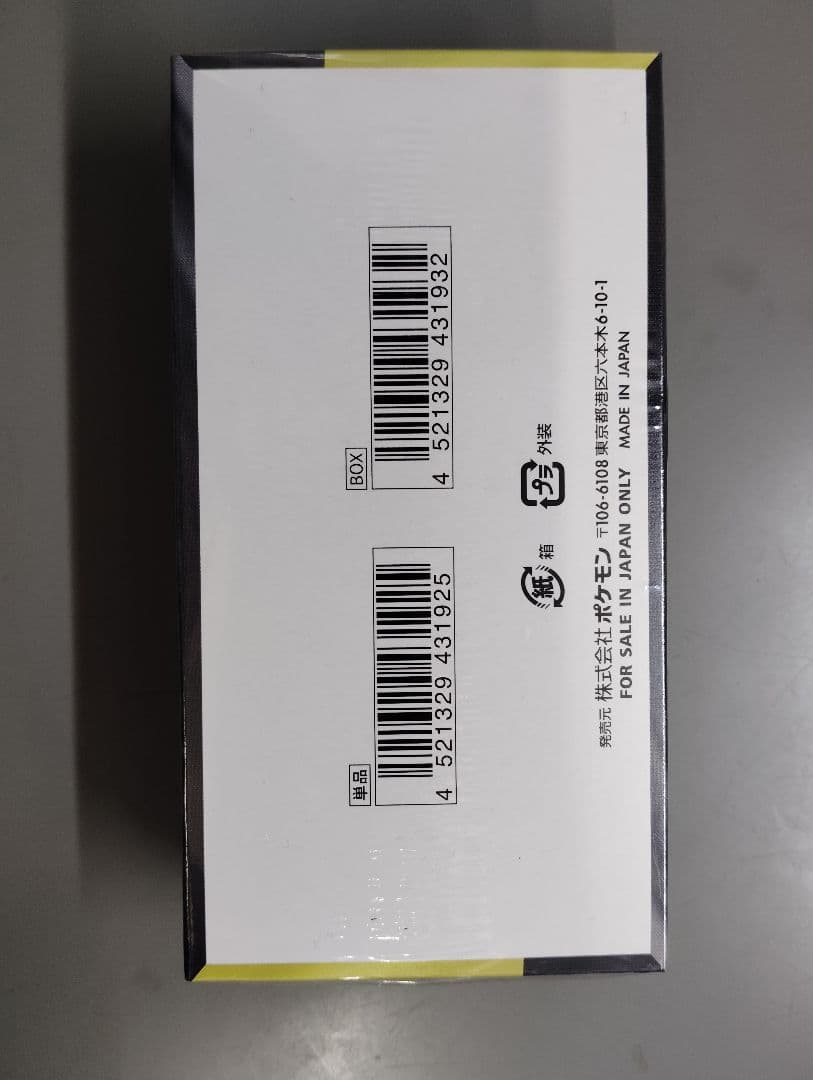 単品
4 521329 431925
BOX
4 521329 431932
紙 箱
プラ 外装
発売元 株式会社 ポケモン 〒106-6108 東京都港区六本木6-10-1
FOR SALE IN JAPAN ONLY MADE IN JAPAN